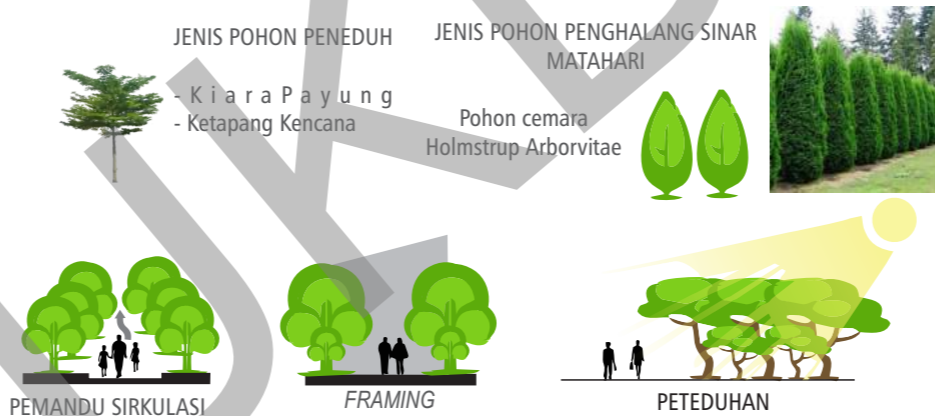 JENIS POHON PENEDUH
- K i a r a P a y u n g
- Ketapang Kencana
JENIS POHON PENGHALANG SINAR
MATAHARI
Pohon cemara
Holmstrup Arborvitae
PEMANDU SIRKULASI
FRAMING
PETEDUHAN